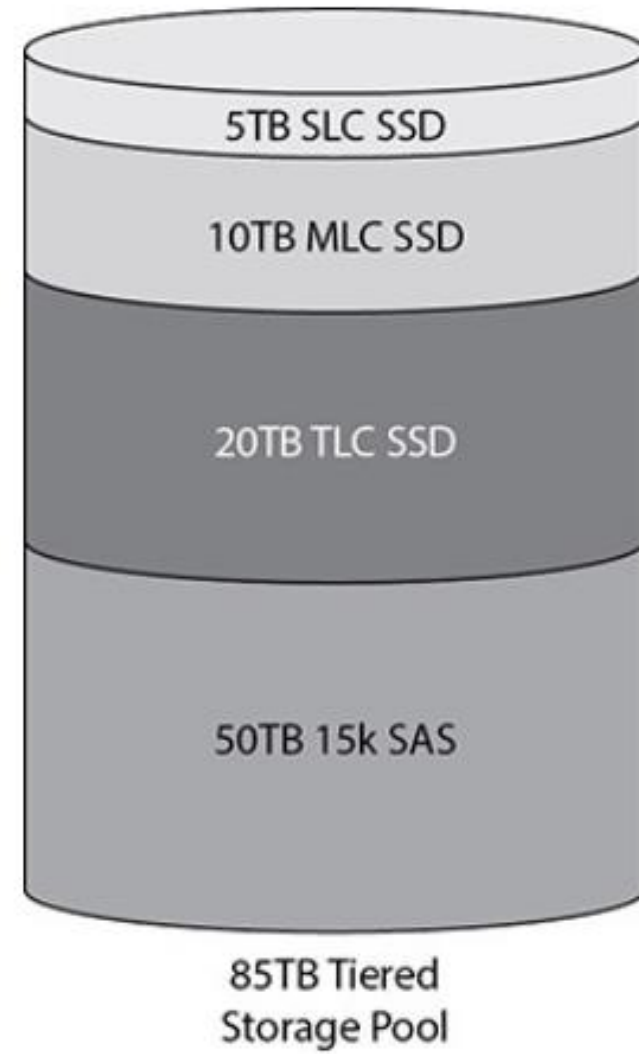 5TB SLC SSD
10TB MLC SSD
20TB TLC SSD
50TB 15k SAS
85TB Tiered
Storage Pool